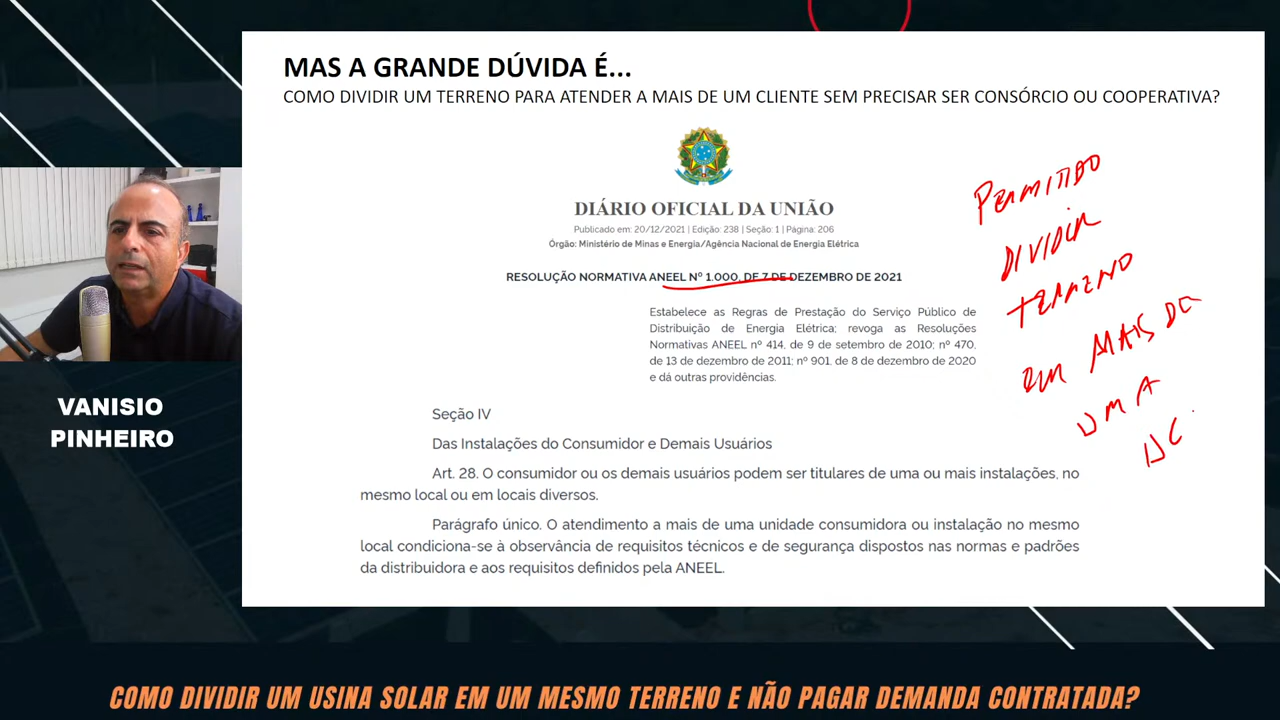 MAS A GRANDE DÚVIDA É...
COMO DIVIDIR UM TERRENO PARA ATENDER A MAIS DE UM CLIENTE SEM PRECISAR SER CONSÓRCIO OU COOPERATIVA?
DIÁRIO OFICIAL DA UNIÃO
Publicado em: 20/12/2021 | Edição: 238 | Seção: 1 | Página: 206
Órgão: Ministério de Minas e Energia/Agência Nacional de Energia Elétrica
RESOLUÇÃO NORMATIVA ANEEL Nº 1.000, DE 7 DE DEZEMBRO DE 2021
Estabelece as Regras de Prestação do Serviço Público de
Distribuição de Energia Elétrica; revoga as Resoluções
Normativas ANEEL nº 414, de 9 de setembro de 2010; nº 470,
de 13 de dezembro de 2011; nº 901, de 8 de dezembro de 2020
e dá outras providências.
Seção IV
Das Instalações do Consumidor e Demais Usuários
Art. 28. O consumidor ou os demais usuários podem ser titulares de uma ou mais instalações, no
mesmo local ou em locais diversos.
Parágrafo único. O atendimento a mais de uma unidade consumidora ou instalação no mesmo
local condiciona-se à observância de requisitos técnicos e de segurança dispostos nas normas e padrões
da distribuidora e aos requisitos definidos pela ANEEL.
PERMITIDO
DIVIDIR
TERRENO
EM MAIS DE
UMA
UC
VANISIO
PINHEIRO
COMO DIVIDIR UM USINA SOLAR EM UM MESMO TERRENO E NÃO PAGAR DEMANDA CONTRATADA?